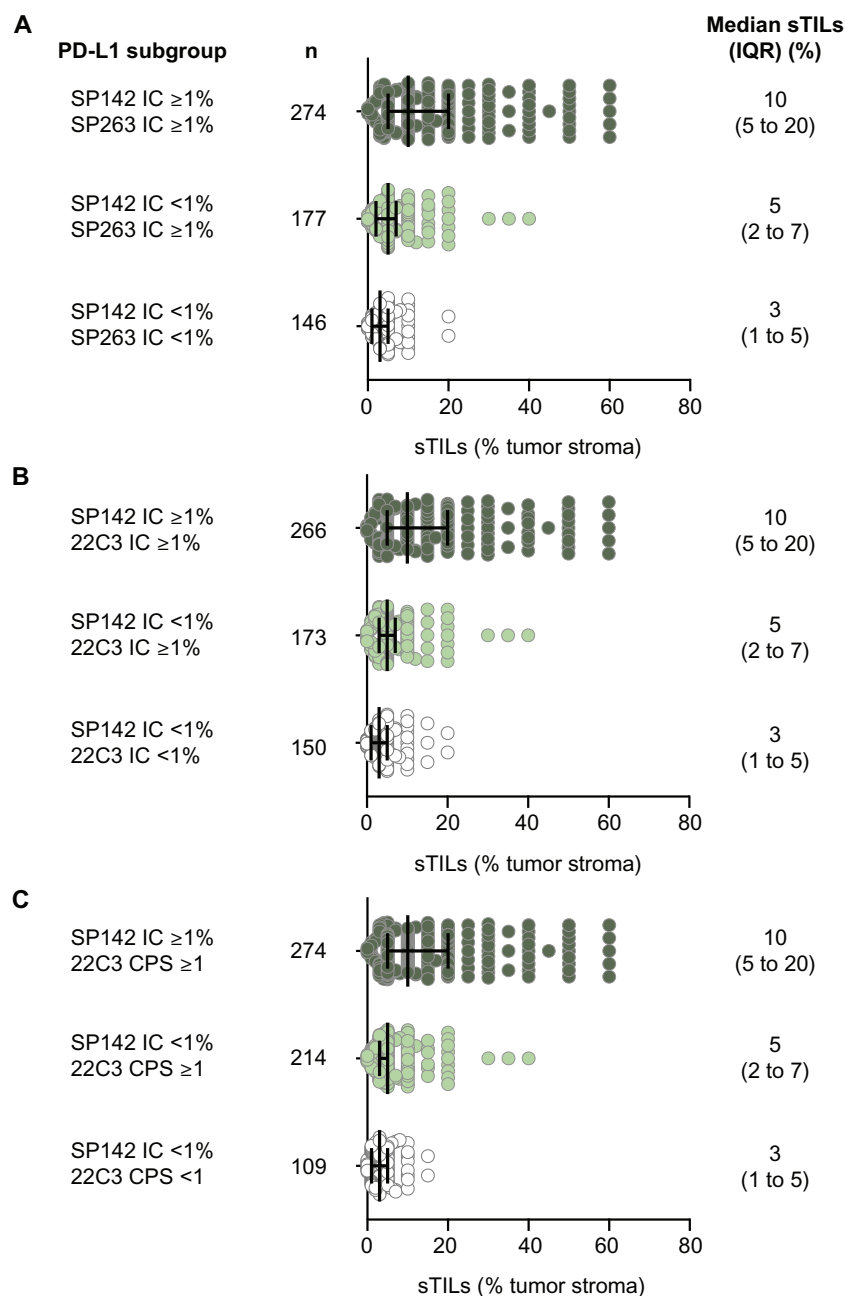 A
PD-L1 subgroup n Median sTILs
(IQR) (%)
SP142 IC ≥1%
SP263 IC ≥1%
274
10
(5 to 20)
SP142 IC <1%
SP263 IC ≥1%
177
5
(2 to 7)
SP142 IC <1%
SP263 IC <1%
146
3
(1 to 5)
0 20 40 60 80
sTILs (% tumor stroma)
B
SP142 IC ≥1%
22C3 IC ≥1%
266
10
(5 to 20)
SP142 IC <1%
22C3 IC ≥1%
173
5
(2 to 7)
SP142 IC <1%
22C3 IC <1%
150
3
(1 to 5)
0 20 40 60 80
sTILs (% tumor stroma)
C
SP142 IC ≥1%
22C3 CPS ≥1
274
10
(5 to 20)
SP142 IC <1%
22C3 CPS ≥1
214
5
(2 to 7)
SP142 IC <1%
22C3 CPS <1
109
3
(1 to 5)
0 20 40 60 80
sTILs (% tumor stroma)